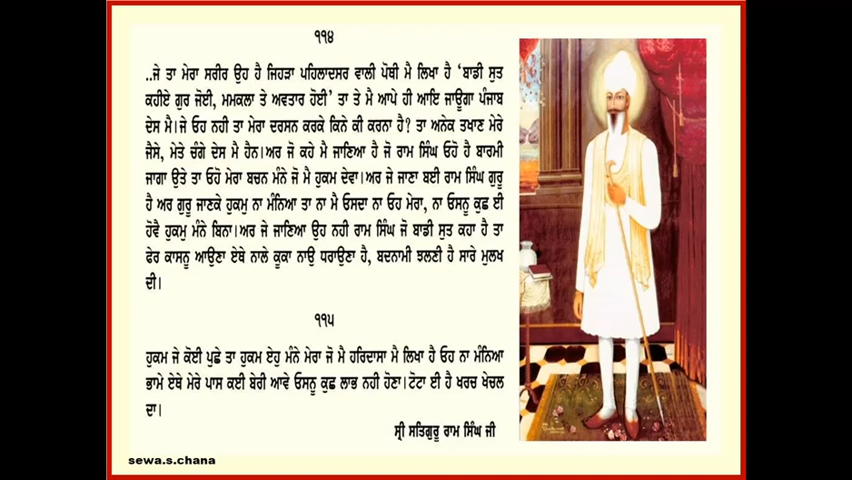 ੧੧੪
..ਜੇ ਤਾ ਮੇਰਾ ਸਰੀਰ ਉਹ ਹੈ ਜਿਹੜਾ ਪਹਿਲਾਦਸਰ ਵਾਲੀ ਪੋਥੀ ਮੈ ਲਿਖਾ ਹੈ 'ਬਾਡੀ ਸੁਤ
ਕਹੀਏ ਗੁਰ ਜੋਈ, ਮਮਕਲਾ ਤੇ ਅਵਤਾਰ ਹੋਈ' ਤਾ ਤੇ ਮੈ ਆਪੇ ਹੀ ਆਇ ਜਾਊਗਾ ਪੰਜਾਬ
ਦੇਸ ਮੈ।ਜੇ ਓਹ ਨਹੀ ਤਾ ਮੇਰਾ ਦਰਸਨ ਕਰਕੇ ਕਿਨੇ ਕੀ ਕਰਨਾ ਹੈ? ਤਾ ਅਨੇਕ ਤਖਾਣ ਮੇਰੇ
ਜੈਸੇ, ਮੇਤੇ ਚੰਗੇ ਦੇਸ ਮੈ ਹੈਨ।ਅਰ ਜੋ ਕਹੇ ਮੈ ਜਾਣਿਆ ਹੈ ਜੋ ਰਾਮ ਸਿੰਘ ਓਹੋ ਹੈ ਬਾਰਮੀ
ਜਾਗਾ ਉਤੇ ਤਾ ਓਹੋ ਮੇਰਾ ਬਚਨ ਮੰਨੇ ਜੋ ਮੈ ਹੁਕਮ ਦੇਵਾ।ਅਰ ਜੇ ਜਾਣਾ ਬਈ ਰਾਮ ਸਿੰਘ ਗੁਰੂ
ਹੈ ਅਰ ਗੁਰੂ ਜਾਣਕੇ ਹੁਕਮੁ ਨਾ ਮੰਨਿਆ ਤਾ ਨਾ ਮੈ ਓਸਦਾ ਨਾ ਓਹ ਮੇਰਾ, ਨਾ ਓਸਨੂ ਕੁਛ ਈ
ਹੋਵੈ ਹੁਕਮੁ ਮੰਨੇ ਬਿਨਾ।ਅਰ ਜੇ ਜਾਣਿਆ ਉਹ ਨਹੀ ਰਾਮ ਸਿੰਘ ਜੋ ਬਾਡੀ ਸੁਤ ਕਹਾ ਹੈ ਤਾ
ਫੇਰ ਕਾਸਨੂ ਆਉਣਾ ਏਥੇ ਨਾਲੇ ਕੂਕਾ ਨਾਉ ਧਰਾਉਣਾ ਹੈ, ਬਦਨਾਮੀ ਝਲਣੀ ਹੈ ਸਾਰੇ ਮੁਲਖ
ਦੀ।
੧੧੫
ਹੁਕਮ ਜੇ ਕੋਈ ਪੁਛੇ ਤਾ ਹੁਕਮ ਏਹੁ ਮੰਨੇ ਮੇਰਾ ਜੋ ਮੈ ਹਰਿਦਾਸਾ ਮੈ ਲਿਖਾ ਹੈ ਓਹ ਨਾ ਮੰਨਿਆ
ਭਾਮੇ ਏਥੇ ਮੇਰੇ ਪਾਸ ਕਈ ਬੇਰੀ ਆਵੇ ਓਸਨੂ ਕੁਛ ਲਾਭ ਨਹੀ ਹੋਣਾ।ਟੋਟਾ ਈ ਹੈ ਖਰਚ ਖੇਚਲ
ਦਾ।
ਸ੍ਰੀ ਸਤਿਗੁਰੂ ਰਾਮ ਸਿੰਘ ਜੀ
sewa.s.chana